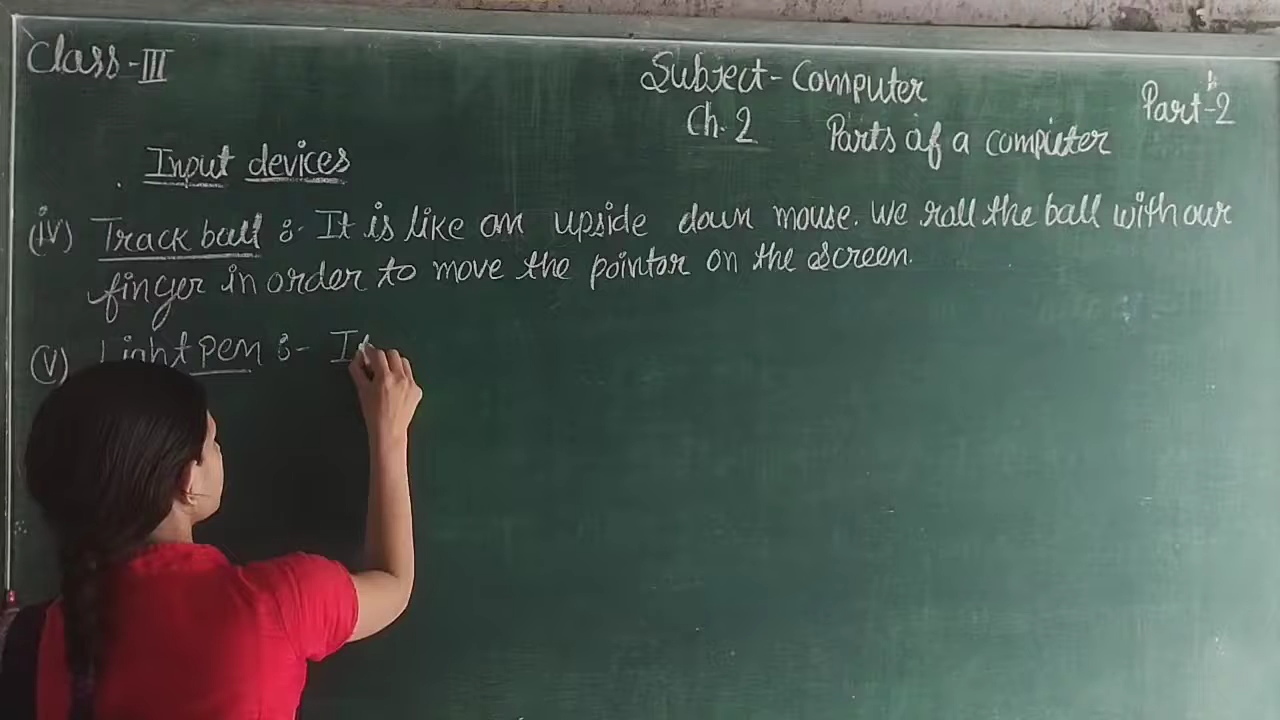 Class-III
Subject-Computer
Part-2
Ch. 2 Parts of a computer
Input devices
(iv) Track ball :- It is like an upside down mouse. We roll the ball with our
finger in order to move the pointor on the screen.
(v) Light pen :- It